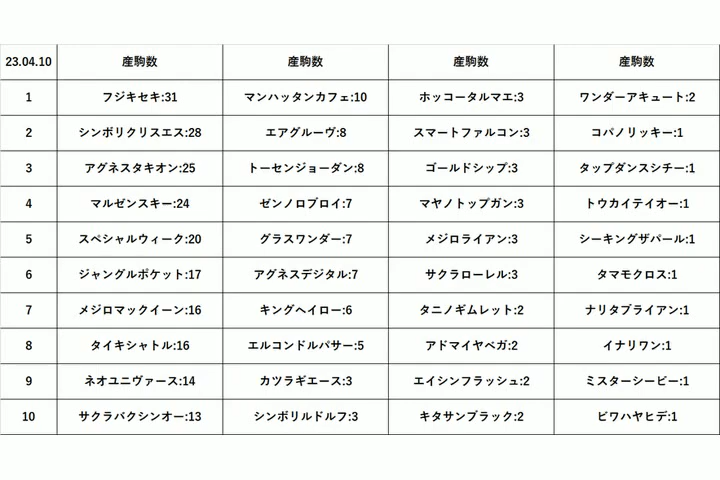 23.04.10 産駒数 産駒数 産駒数 産駒数
1 フジキセキ:31 マンハッタンカフェ:10 ホッコータルマエ:3 ワンダーアキュート:2
2 シンボリクリスエス:28 エアグルーヴ:8 スマートファルコン:3 コパノリッキー:1
3 アグネスタキオン:25 トーセンジョーダン:8 ゴールドシップ:3 タップダンスシチー:1
4 マルゼンスキー:24 ゼンノロブロイ:7 マヤノトップガン:3 トウカイテイオー:1
5 スペシャルウィーク:20 グラスワンダー:7 メジロライアン:3 シーキングザパール:1
6 ジャングルポケット:17 アグネスデジタル:7 サクラローレル:3 タマモクロス:1
7 メジロマックイーン:16 キングヘイロー:6 タニノギムレット:2 ナリタブライアン:1
8 タイキシャトル:16 エルコンドルパサー:5 アドマイヤベガ:2 イナリワン:1
9 ネオユニヴァース:14 カツラギエース:3 エイシンフラッシュ:2 ミスターシービー:1
10 サクラバクシンオー:13 シンボリルドルフ:3 キタサンブラック:2 ビワハヤヒデ:1